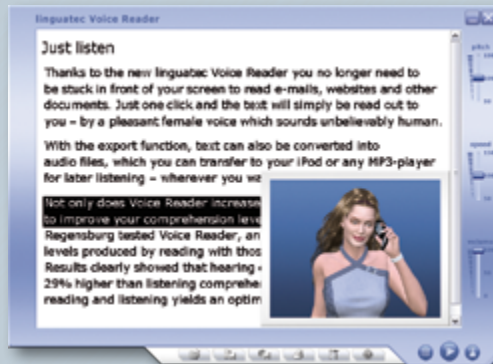 linguatec Voice Reader
Just listen
pitch
Thanks to the new linguatec Voice Reader you no longer need to
be stuck in front of your screen to read e-mails, websites and other
documents. Just one click and the text will simply be read out to
you – by a pleasant female voice which sounds unbelievably human.
With the export function, text can also be converted into
speed
audio files, which you can transfer to your iPod or any MP3-player
for later listening – wherever you wa
Not only does Voice Reader increase
to improve your comprehension leve
Regensburg tested Voice Reader, an
levels produced by reading with thos
volume
Results clearly showed that hearing
29% higher than listening comprehe
reading and listening yields an optim